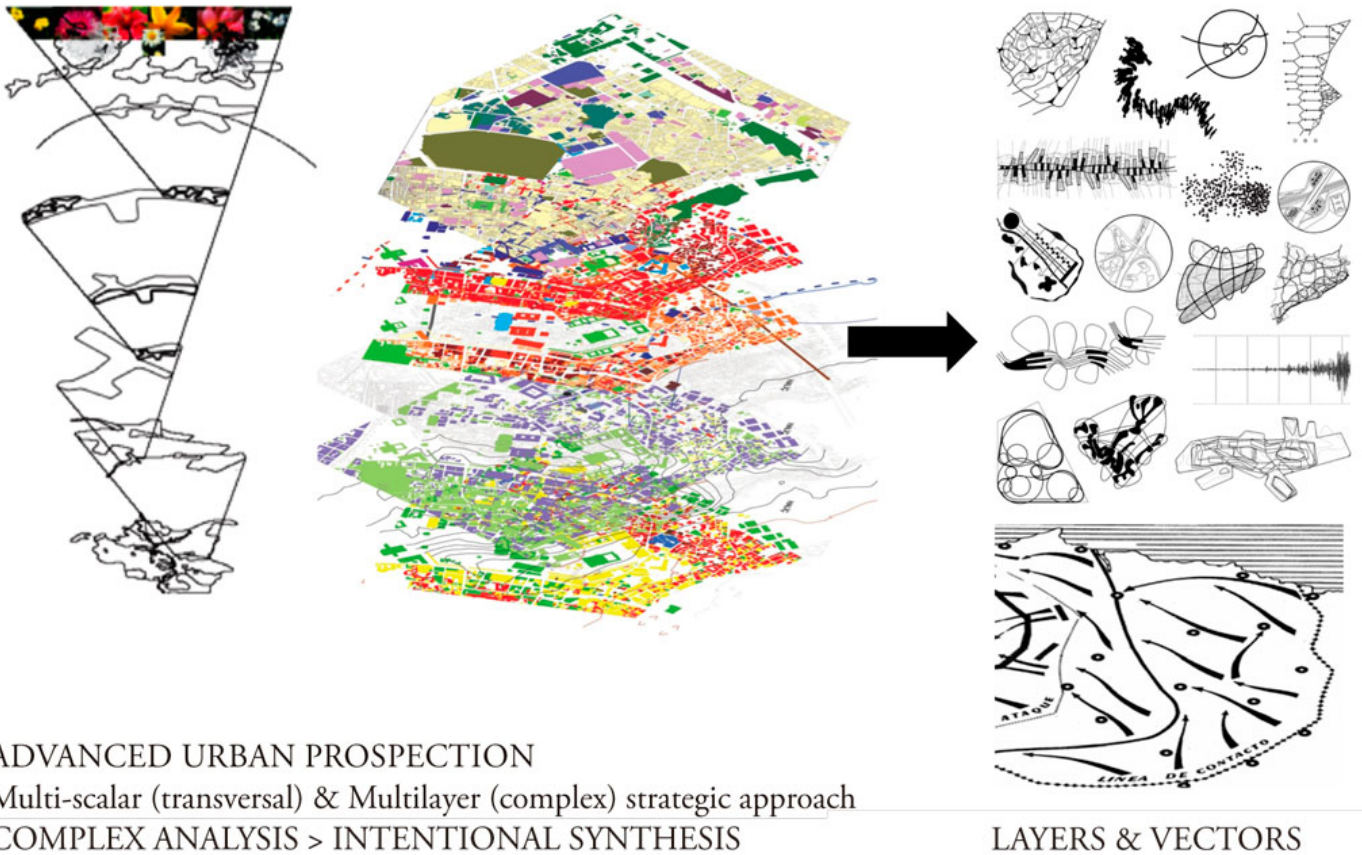 ATAQUE
LINEA DE CONTACTO
ADVANCED URBAN PROSPECTION
Multi-scalar (transversal) & Multilayer (complex) strategic approach
COMPLEX ANALYSIS > INTENTIONAL SYNTHESIS
LAYERS & VECTORS